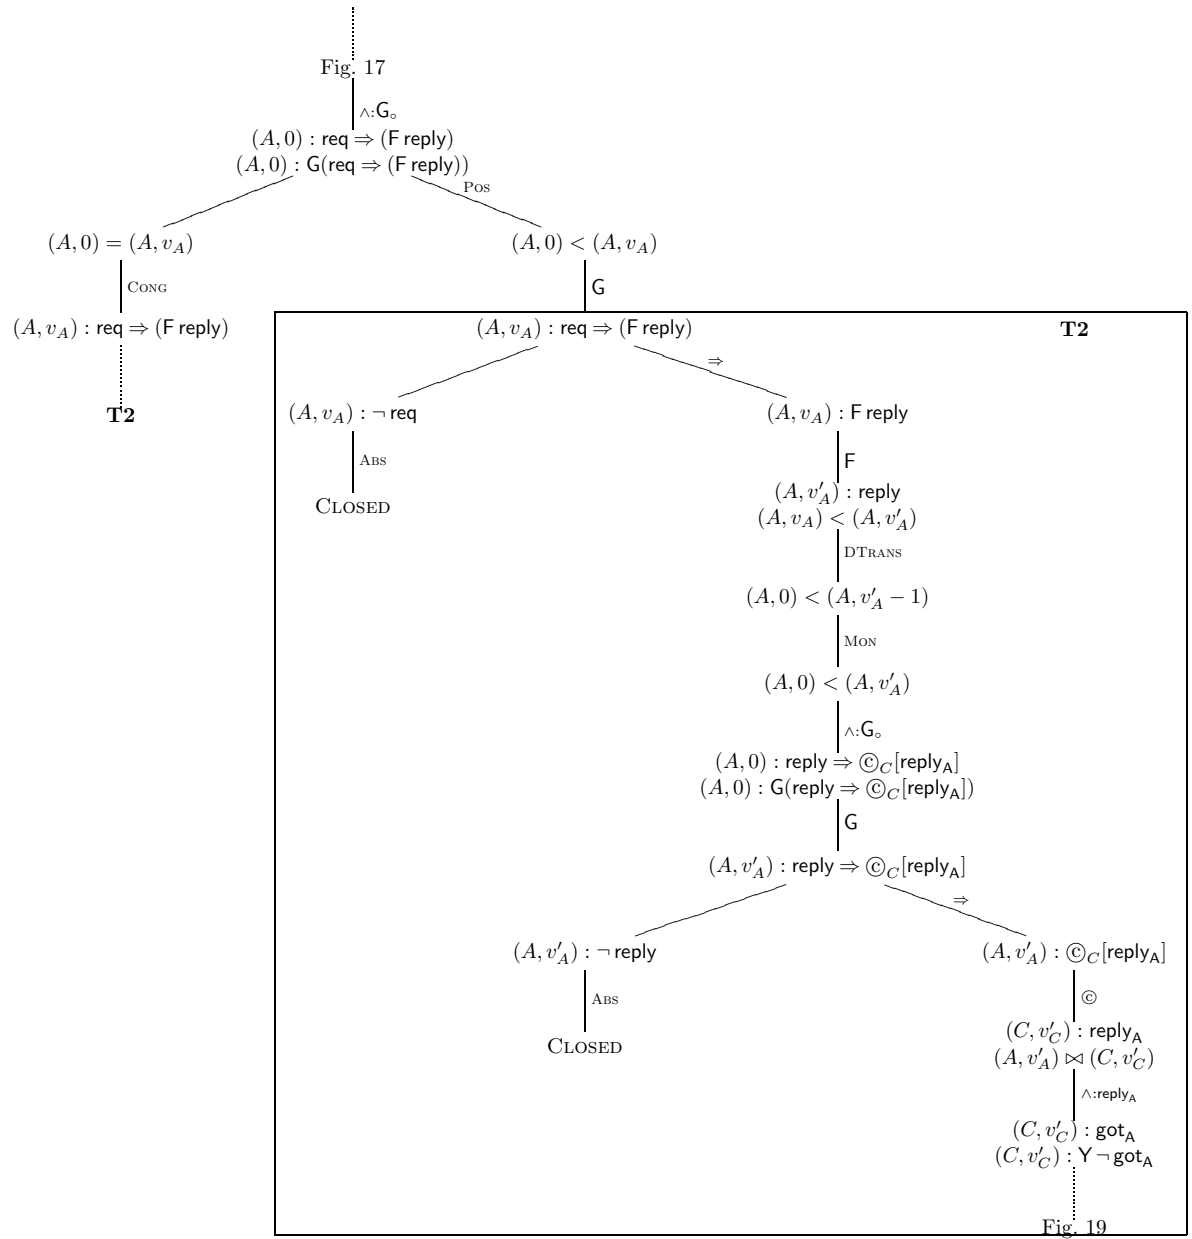 Fig. 17
∧:G∘
(A, 0) : req ⇒ (F reply)
(A, 0) : G(req ⇒ (F reply))
Pos
(A, 0) = (A, v_A)
(A, 0) < (A, v_A)
Cong
G
(A, v_A) : req ⇒ (F reply)
(A, v_A) : req ⇒ (F reply)
T2
⇒
T2
(A, v_A) : ¬ req
(A, v_A) : F reply
Abs
F
Closed
(A, v′_A) : reply
(A, v_A) < (A, v′_A)
DTrans
(A, 0) < (A, v′_A − 1)
Mon
(A, 0) < (A, v′_A)
∧:G∘
(A, 0) : reply ⇒ ©_C[reply_A]
(A, 0) : G(reply ⇒ ©_C[reply_A])
G
(A, v′_A) : reply ⇒ ©_C[reply_A]
⇒
(A, v′_A) : ¬ reply
(A, v′_A) : ©_C[reply_A]
Abs
©
Closed
(C, v′_C) : reply_A
(A, v′_A) ⋈ (C, v′_C)
∧:reply_A
(C, v′_C) : got_A
(C, v′_C) : Y ¬ got_A
Fig. 19